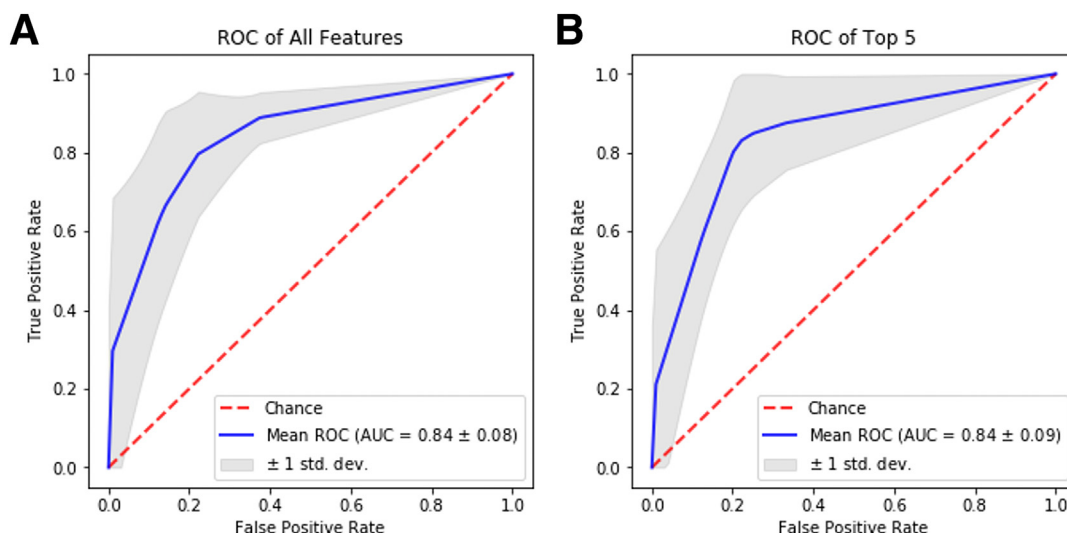 A
ROC of All Features
1.0
0.8
0.6
0.4
0.2
0.0
True Positive Rate
Chance
Mean ROC (AUC = 0.84 ± 0.08)
± 1 std. dev.
0.0 0.2 0.4 0.6 0.8 1.0
False Positive Rate
B
ROC of Top 5
1.0
0.8
0.6
0.4
0.2
0.0
True Positive Rate
Chance
Mean ROC (AUC = 0.84 ± 0.09)
± 1 std. dev.
0.0 0.2 0.4 0.6 0.8 1.0
False Positive Rate